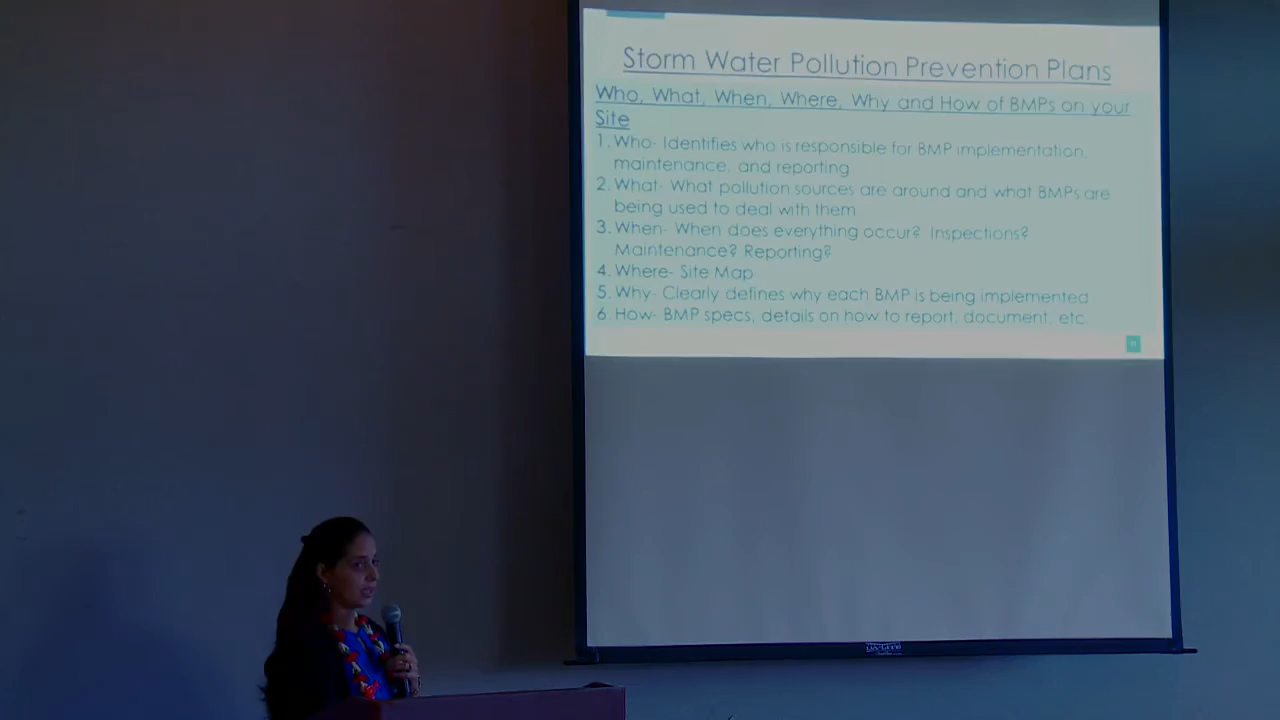 Storm Water Pollution Prevention Plans
Who, What, When, Where, Why and How of BMPs on your
Site
1. Who- Identifies who is responsible for BMP implementation,
maintenance, and reporting
2. What- What pollution sources are around and what BMPs are
being used to deal with them
3. When- When does everything occur? Inspections?
Maintenance? Reporting?
4. Where- Site Map
5. Why- Clearly defines why each BMP is being implemented
6. How- BMP specs, details on how to report, document, etc
DA-LITE